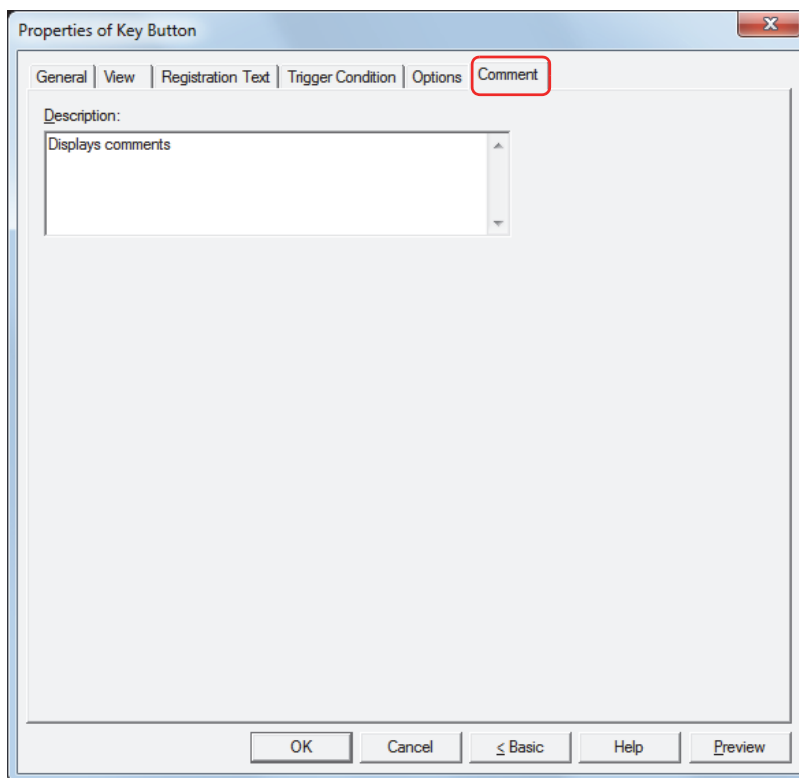 Properties of Key Button
General View Registration Text Trigger Condition Options Comment
Description:
Displays comments
OK Cancel < Basic Help Preview